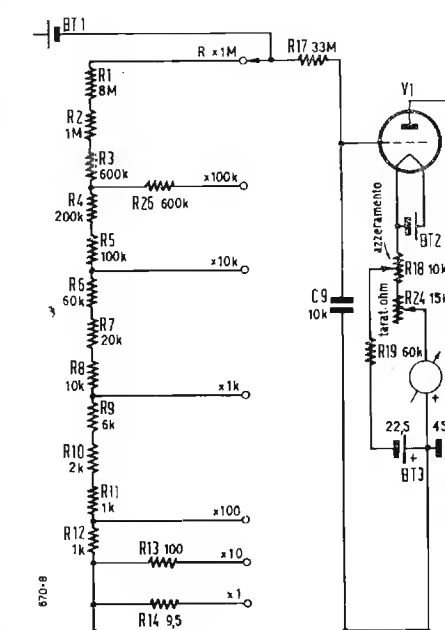 BT1
R x1M
R17 33M
R1
8M
R2
1M
R3
600k
x100k
R4
200k
R26 600k
R5
100k
x10k
R6
60k
R7
20k
R8
10k
x1k
R9
6k
R10
2k
R11
1k
x100
R12
1k
R13 100
x10
x1
R14 9,5
C9
10k
V1
BT2
azzeramento
R18 10k
tarat. ohm
R24 15k
R19 60k
+
22,5
45
+
BT3
670-8